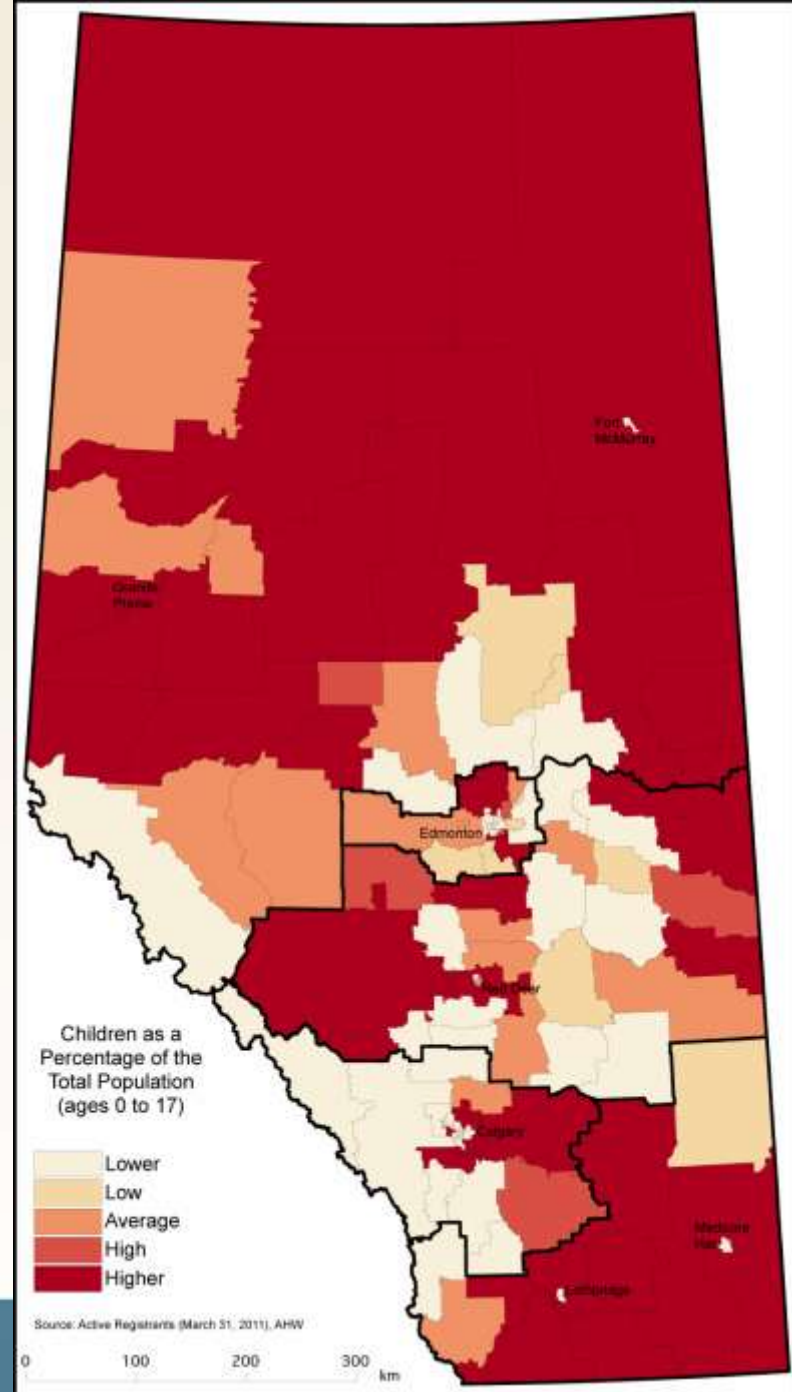 Fort
McMurray
Grande
Prairie
Edmonton
Red Deer
Children as a
Percentage of the
Total Population
(ages 0 to 17)
Calgary
Lower
Low
Average
High
Higher
Medicine
Hat
Lethbridge
Source: Active Registrants (March 31, 2011), AHW
0 100 200 300
km